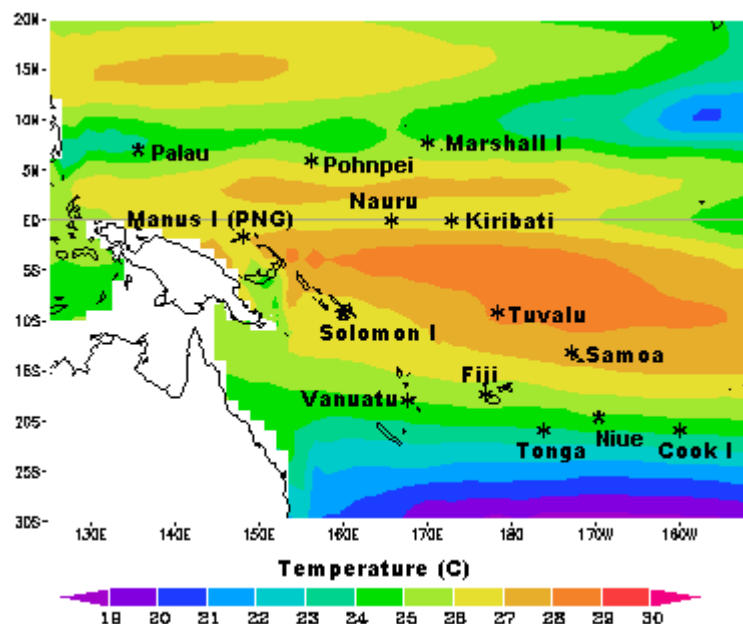 20N
15N
10N
Marshall I
Palau
5N
Pohnpei
Nauru
EQ
Manus I (PNG)
Kiribati
5S
10S
Tuvalu
Solomon I
Samoa
15S
Fiji
Vanuatu
20S
Tonga
Niue
Cook I
25S
30S
130E 140E 150E 160E 170E 180 170W 160W
Temperature (C)
19 20 21 22 23 24 25 26 27 28 29 30